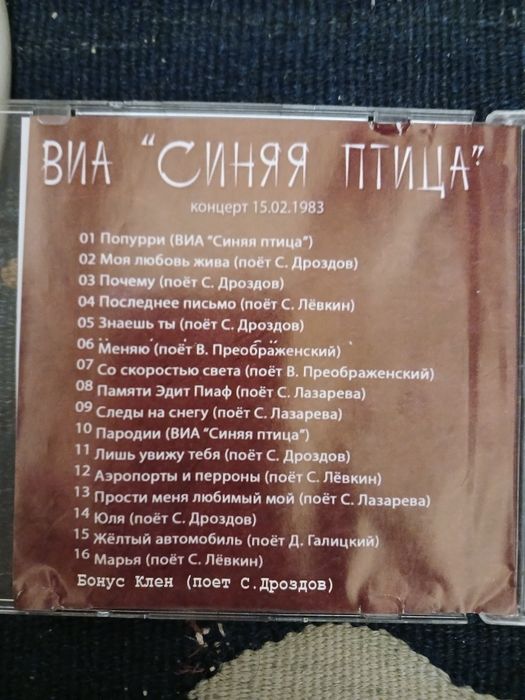 ВИА "СИНЯЯ ПТИЦА"
концерт 15.02.1983
01 Попурри (ВИА "Синяя птица")
02 Моя любовь жива (поёт С. Дроздов)
03 Почему (поёт С. Дроздов)
04 Последнее письмо (поёт С. Лёвкин)
05 Знаешь ты (поёт С. Дроздов)
06 Меняю (поёт В. Преображенский)
07 Со скоростью света (поёт В. Преображенский)
08 Памяти Эдит Пиаф (поёт С. Лазарева)
09 Следы на снегу (поёт С. Лазарева)
10 Пародии (ВИА "Синяя птица")
11 Лишь увижу тебя (поёт С. Дроздов)
12 Аэропорты и перроны (поёт С. Лёвкин)
13 Прости меня любимый мой (поёт С. Лазарева)
14 Юля (поёт С. Дроздов)
15 Жёлтый автомобиль (поёт Д. Галицкий)
16 Марья (поёт С. Лёвкин)
Бонус Клен (поет С.Дроздов)